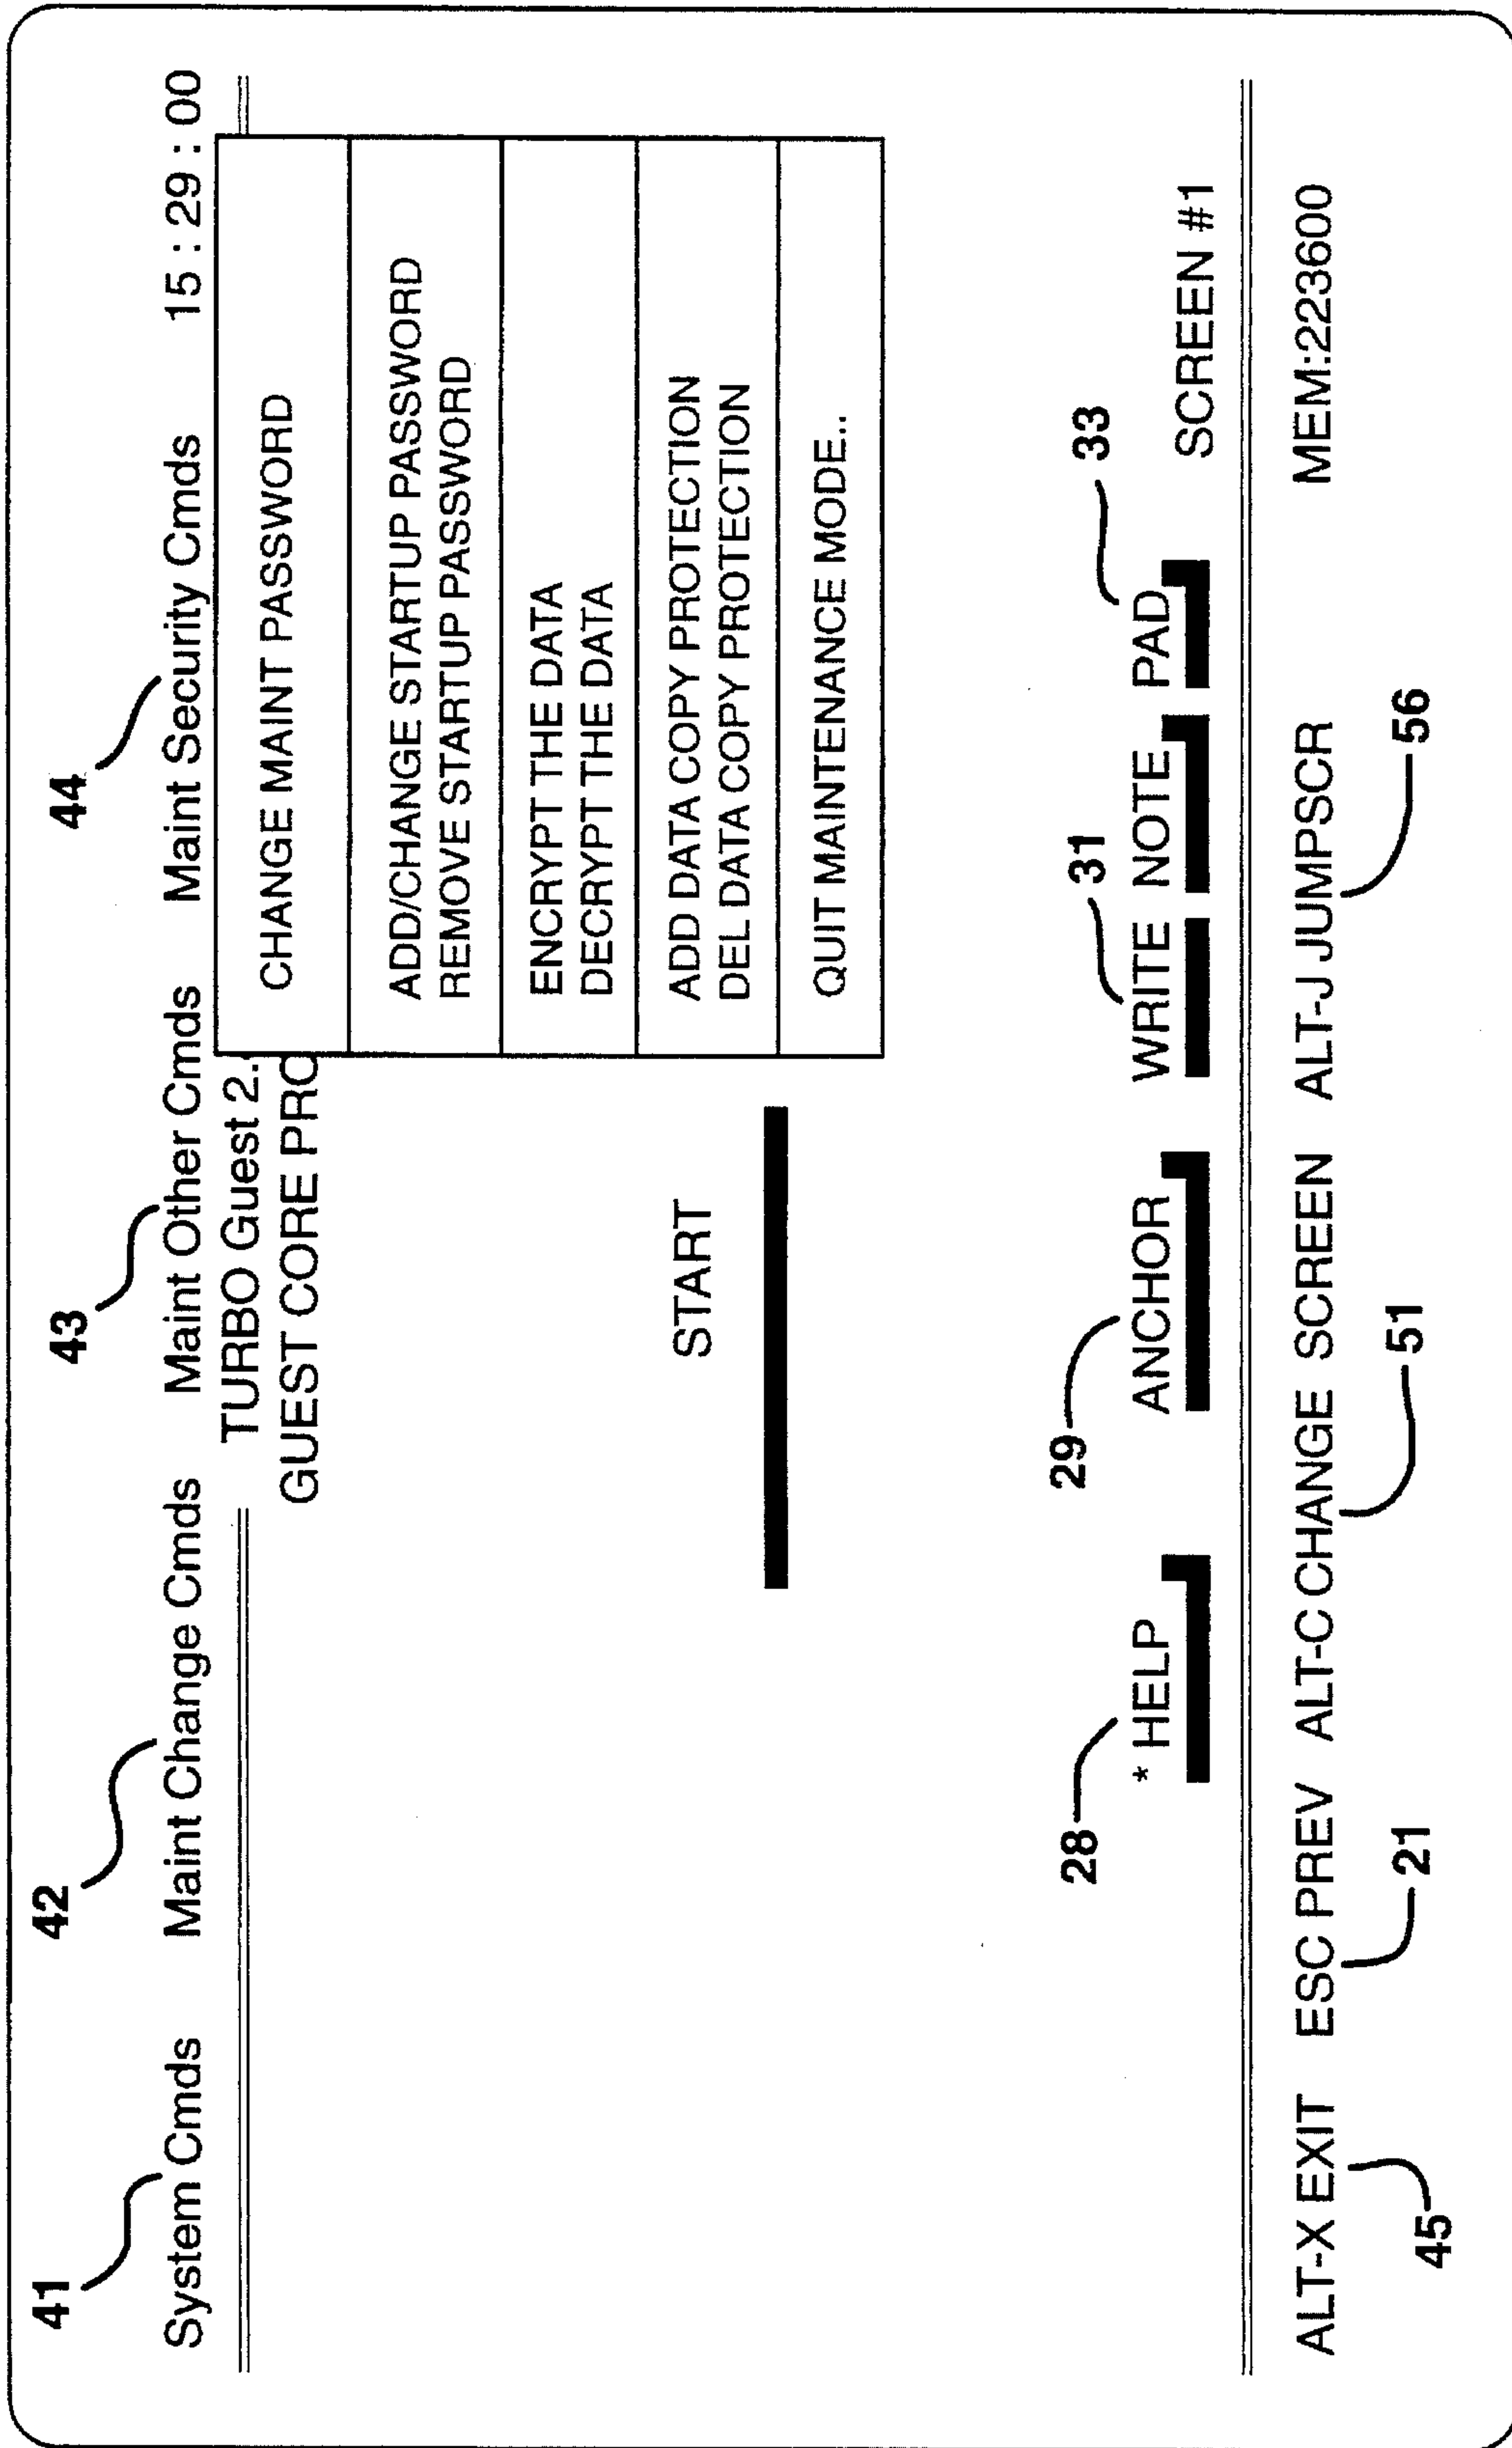 41 42 43 44
System Cmds Maint Change Cmds Maint Other Cmds Maint Security Cmds 15 : 29 : 00
TURBO Guest 2.
GUEST CORE PRO
CHANGE MAINT PASSWORD
ADD/CHANGE STARTUP PASSWORD
REMOVE STARTUP PASSWORD
ENCRYPT THE DATA
DECRYPT THE DATA
ADD DATA COPY PROTECTION
DEL DATA COPY PROTECTION
QUIT MAINTENANCE MODE..
START
28 29 31 33
* HELP ANCHOR WRITE NOTE PAD
SCREEN #1
ALT-X EXIT ESC PREV ALT-C CHANGE SCREEN ALT-J JUMPSCR MEM:223600
45 21 51 56